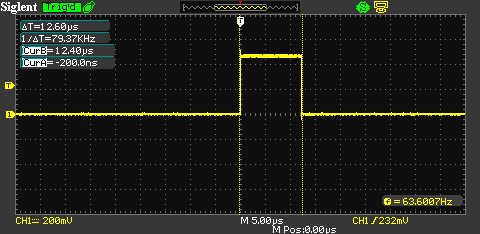 Siglent Trig'd
ΔT=12.60μs
1/ΔT=79.37KHz
CurB=12.40μs
CurA=-200.0ns
T
T
1
f = 63.6007Hz
CH1 200mV M 5.00μs CH1 /232mV
M Pos:0.00μs